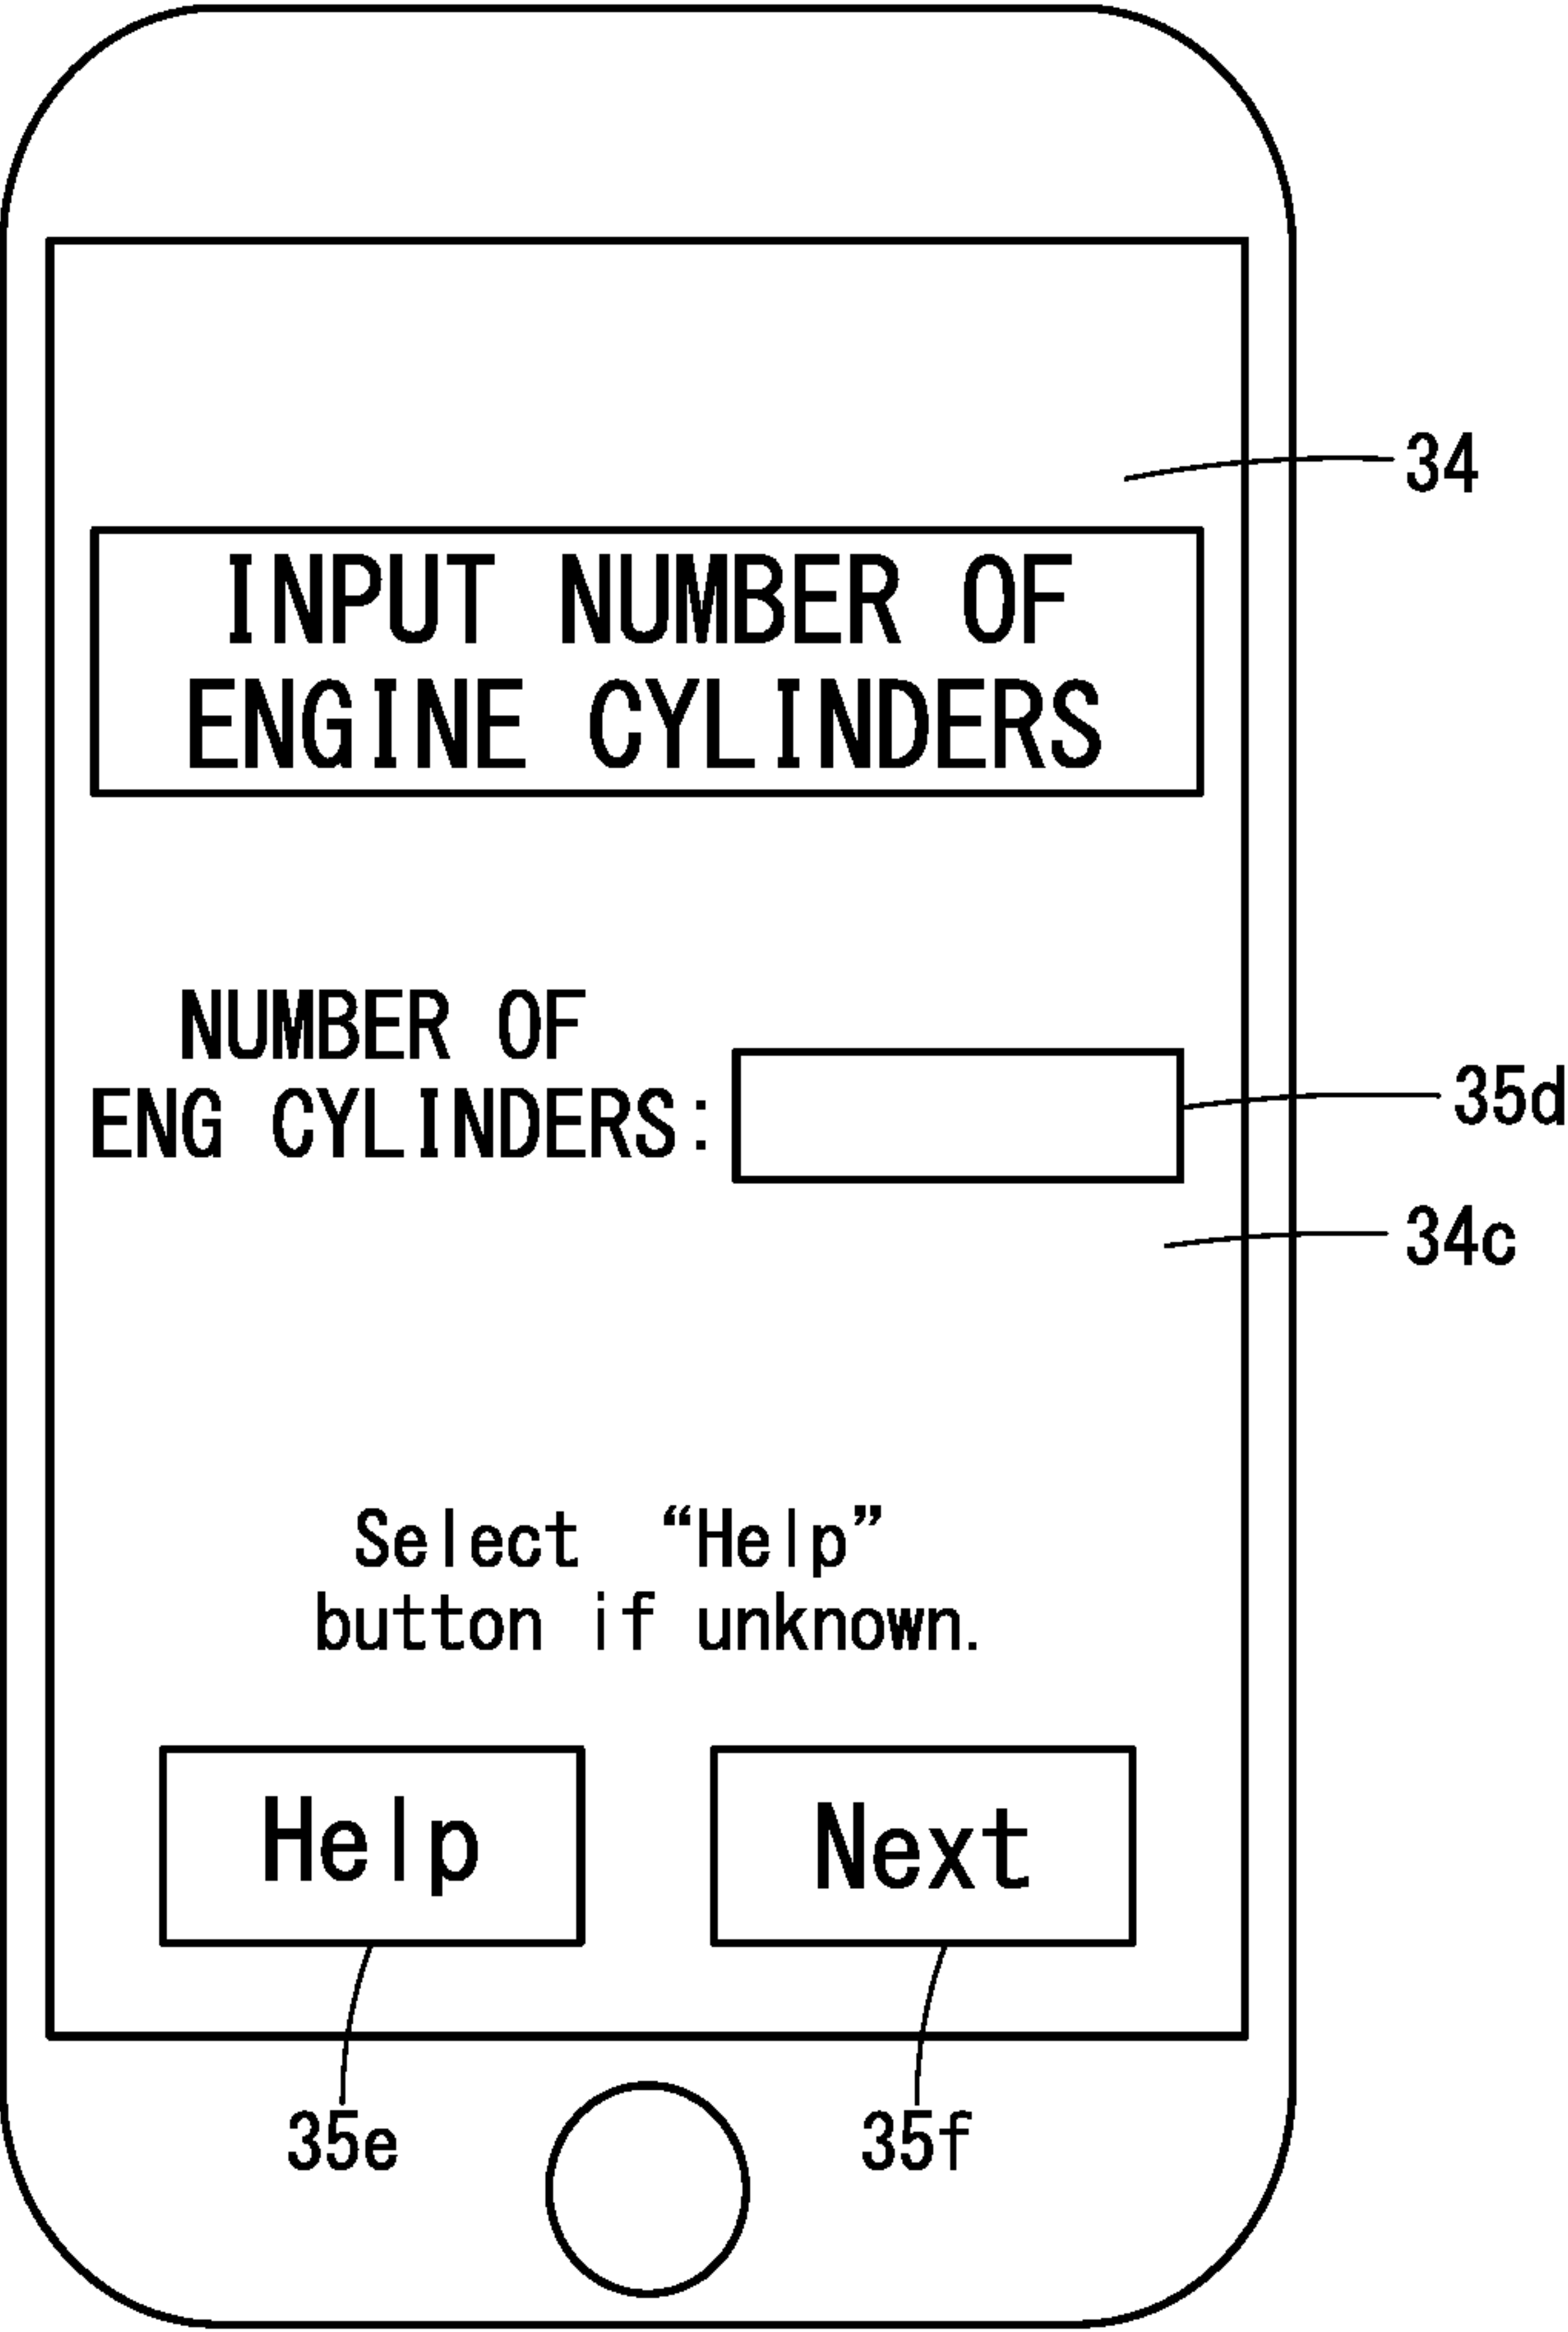 34
INPUT NUMBER OF
ENGINE CYLINDERS
NUMBER OF
ENG CYLINDERS:
35d
34c
Select “Help”
button if unknown.
Help
Next
35e
35f